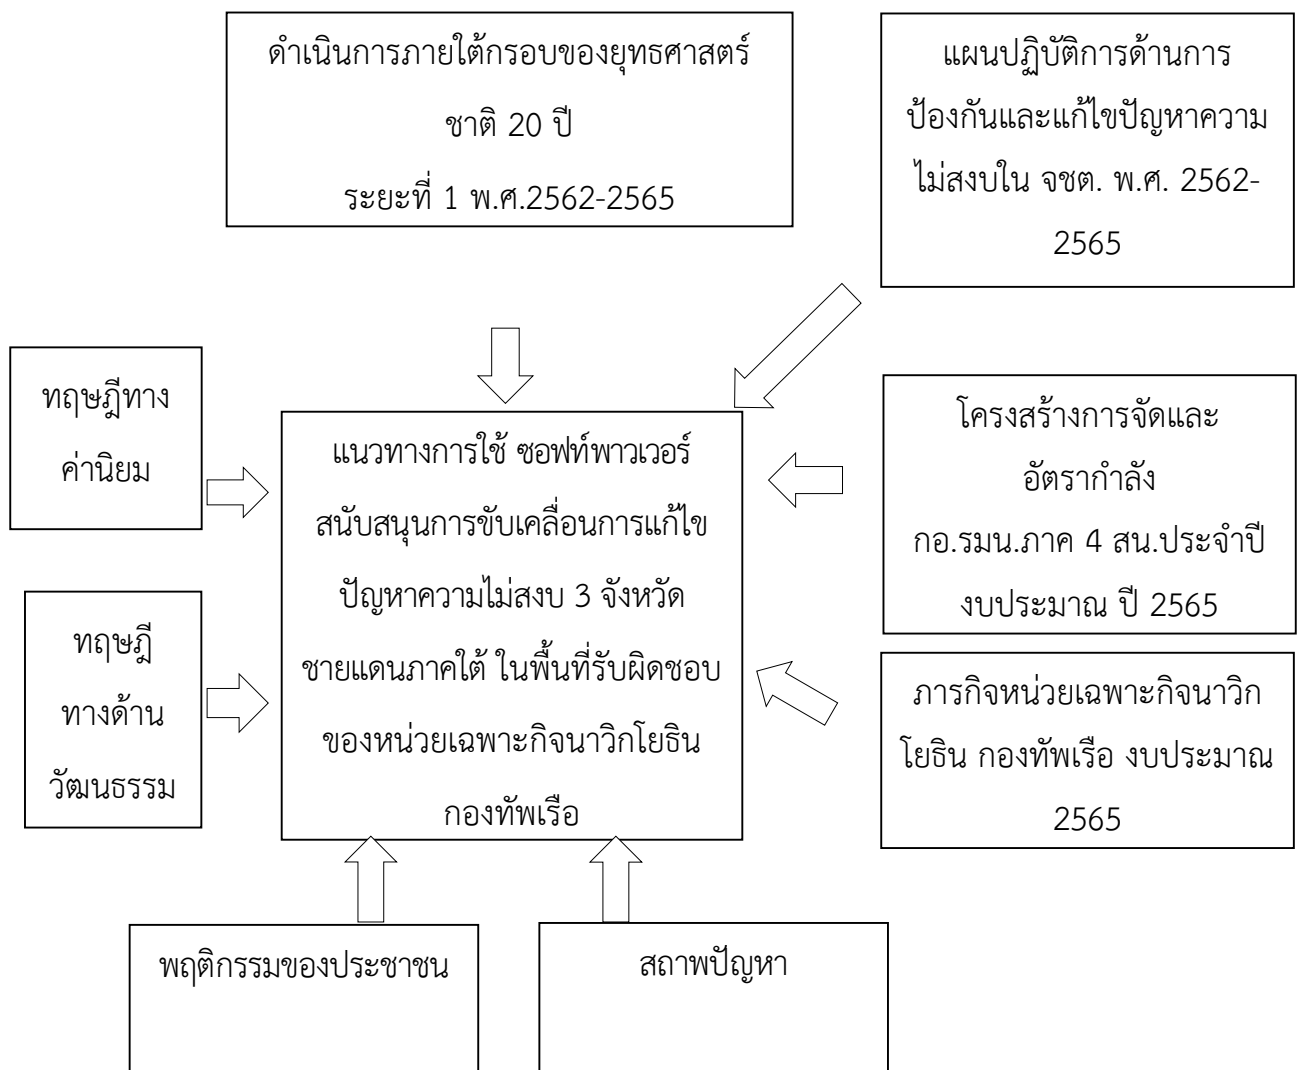 ดำเนินการภายใต้กรอบของยุทธศาสตร์
ชาติ 20 ปี
ระยะที่ 1 พ.ศ.2562-2565
แผนปฏิบัติการด้านการ
ป้องกันและแก้ไขปัญหาความ
ไม่สงบใน จชต. พ.ศ. 2562-
2565
ทฤษฎีทาง
ค่านิยม
แนวทางการใช้ ซอฟท์พาวเวอร์
สนับสนุนการขับเคลื่อนการแก้ไข
ปัญหาความไม่สงบ 3 จังหวัด
ชายแดนภาคใต้ ในพื้นที่รับผิดชอบ
ของหน่วยเฉพาะกิจนาวิกโยธิน
กองทัพเรือ
โครงสร้างการจัดและ
อัตรากำลัง
กอ.รมน.ภาค 4 สน.ประจำปี
งบประมาณ ปี 2565
ทฤษฎี
ทางด้าน
วัฒนธรรม
ภารกิจหน่วยเฉพาะกิจนาวิก
โยธิน กองทัพเรือ งบประมาณ
2565
พฤติกรรมของประชาชน
สถาพปัญหา